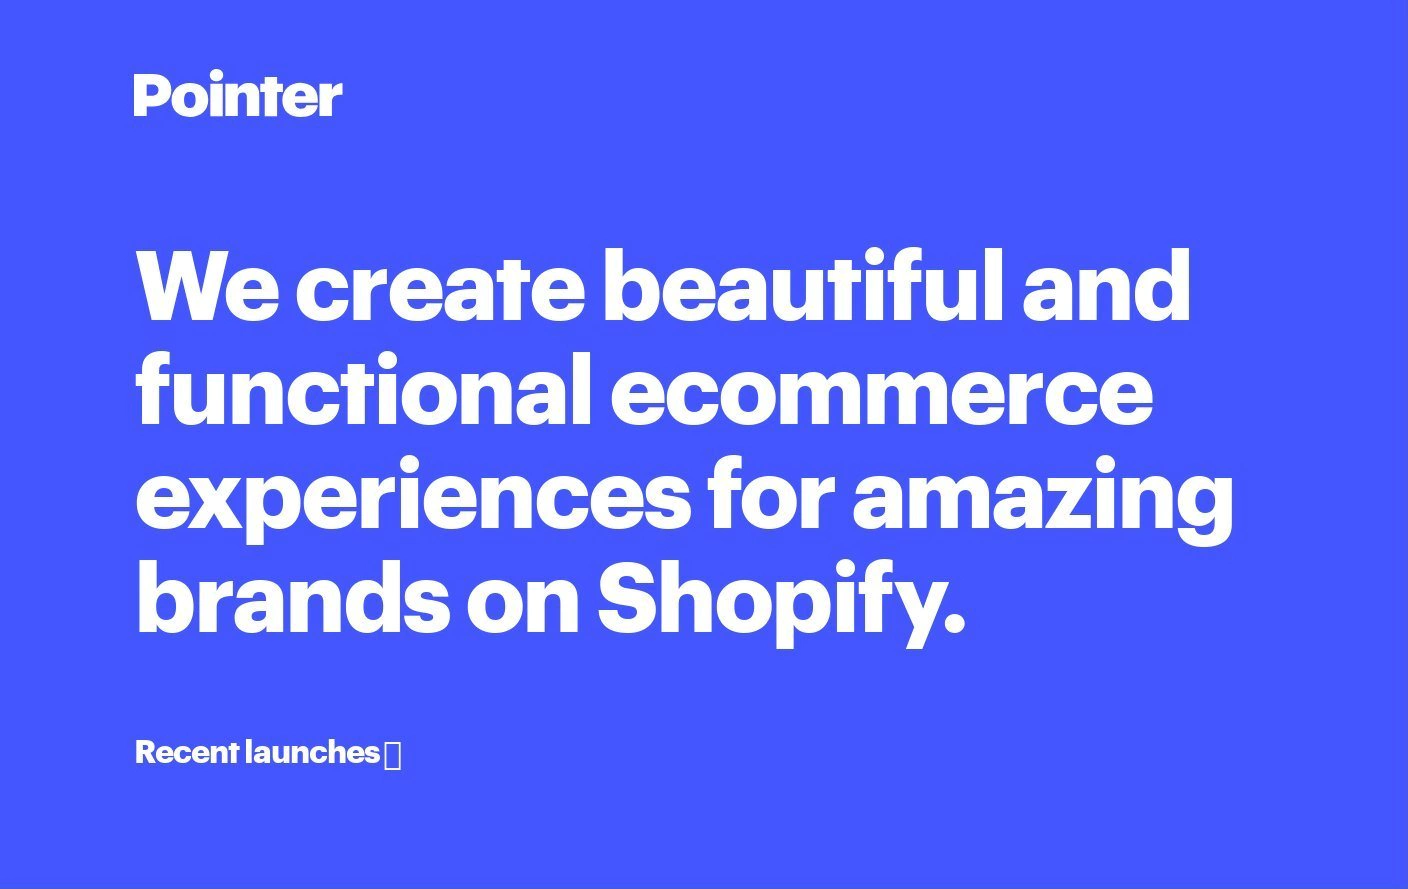 Pointer
We create beautiful and
functional ecommerce
experiences for amazing
brands on Shopify.
Recent launches